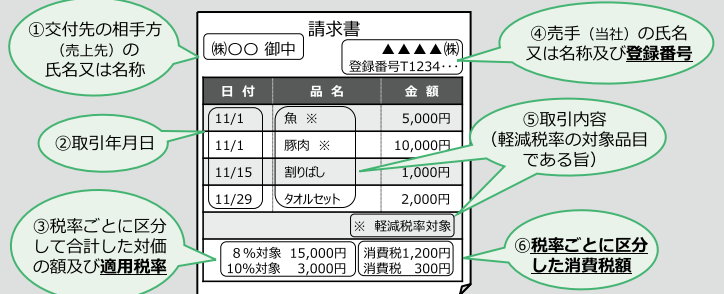 請求書
①交付先の相手方
（売上先）の
氏名又は名称
㈱〇〇 御中
▲▲▲▲㈱
登録番号T1234･･･
④売手（当社）の氏名
又は名称及び登録番号
日 付 品 名 金 額
11/1 魚 ※ 5,000円
11/1 豚肉 ※ 10,000円
11/15 割りばし 1,000円
11/29 タオルセット 2,000円
※ 軽減税率対象
8%対象 15,000円 消費税1,200円
10%対象 3,000円 消費税 300円
②取引年月日
⑤取引内容
（軽減税率の対象品目
である旨）
③税率ごとに区分
して合計した対価
の額及び適用税率
⑥税率ごとに区分
した消費税額